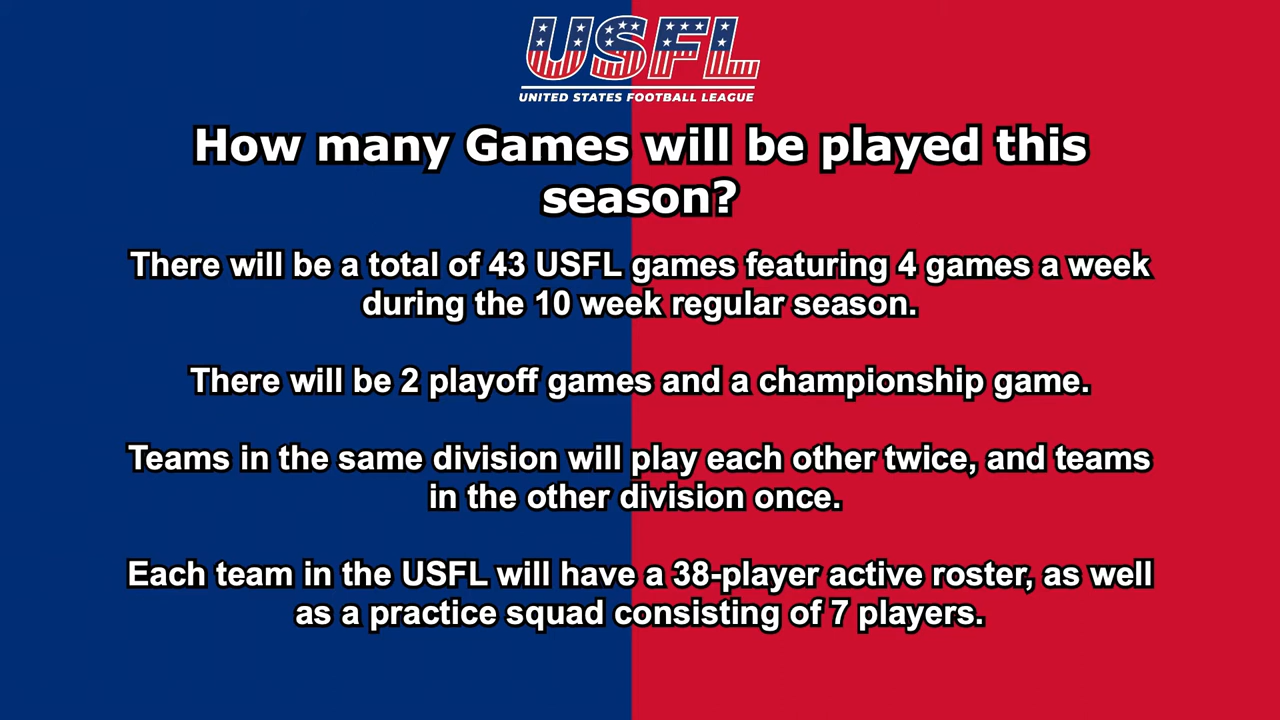 USFL
UNITED STATES FOOTBALL LEAGUE
How many Games will be played this
season?
There will be a total of 43 USFL games featuring 4 games a week
during the 10 week regular season.
There will be 2 playoff games and a championship game.
Teams in the same division will play each other twice, and teams
in the other division once.
Each team in the USFL will have a 38-player active roster, as well
as a practice squad consisting of 7 players.